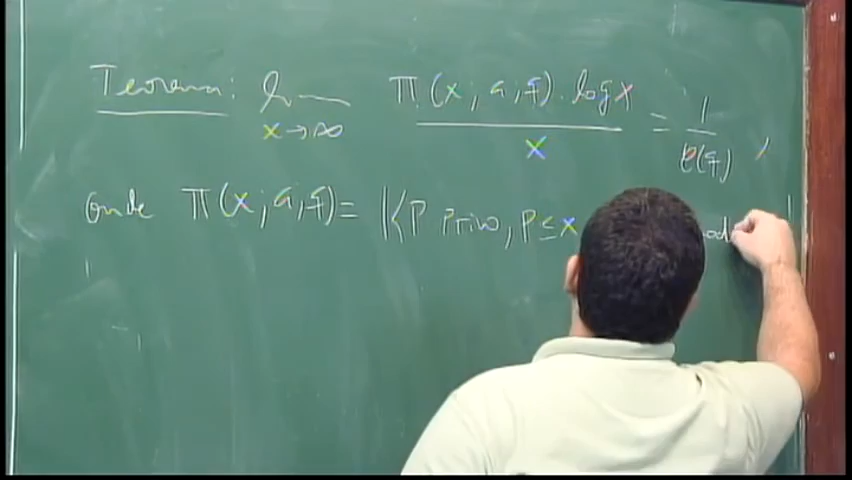 Teorema: lim x→∞ π(x; a, q) · log x / x = 1 / φ(q) ,
onde π(x; a, q) = |{p primo, p ≤ x mod